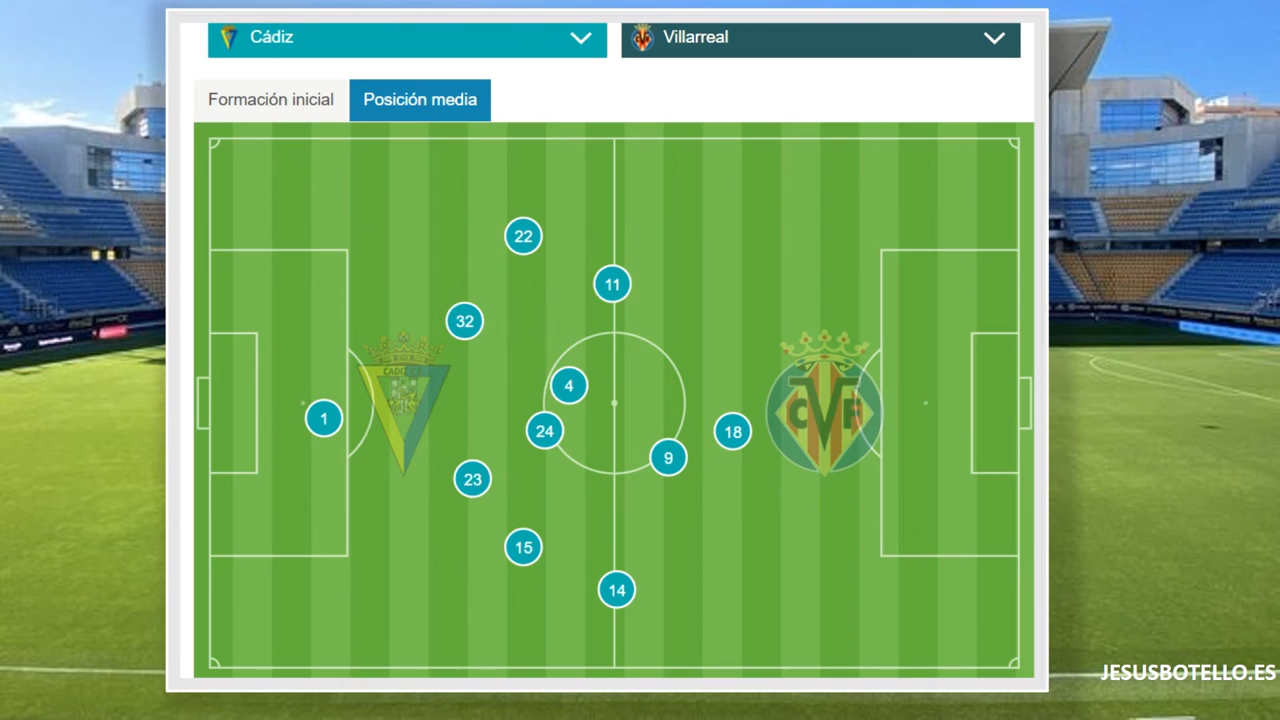 Cádiz
Villarreal
Formación inicial
Posición media
22
11
32
4
1
24
18
9
23
15
14
JESUSBOTELLO.ES